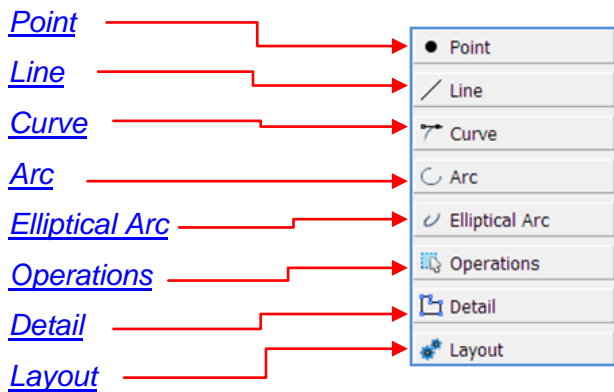 Point
Line
Curve
Arc
Elliptical Arc
Operations
Detail
Layout
Point
Line
Curve
Arc
Elliptical Arc
Operations
Detail
Layout